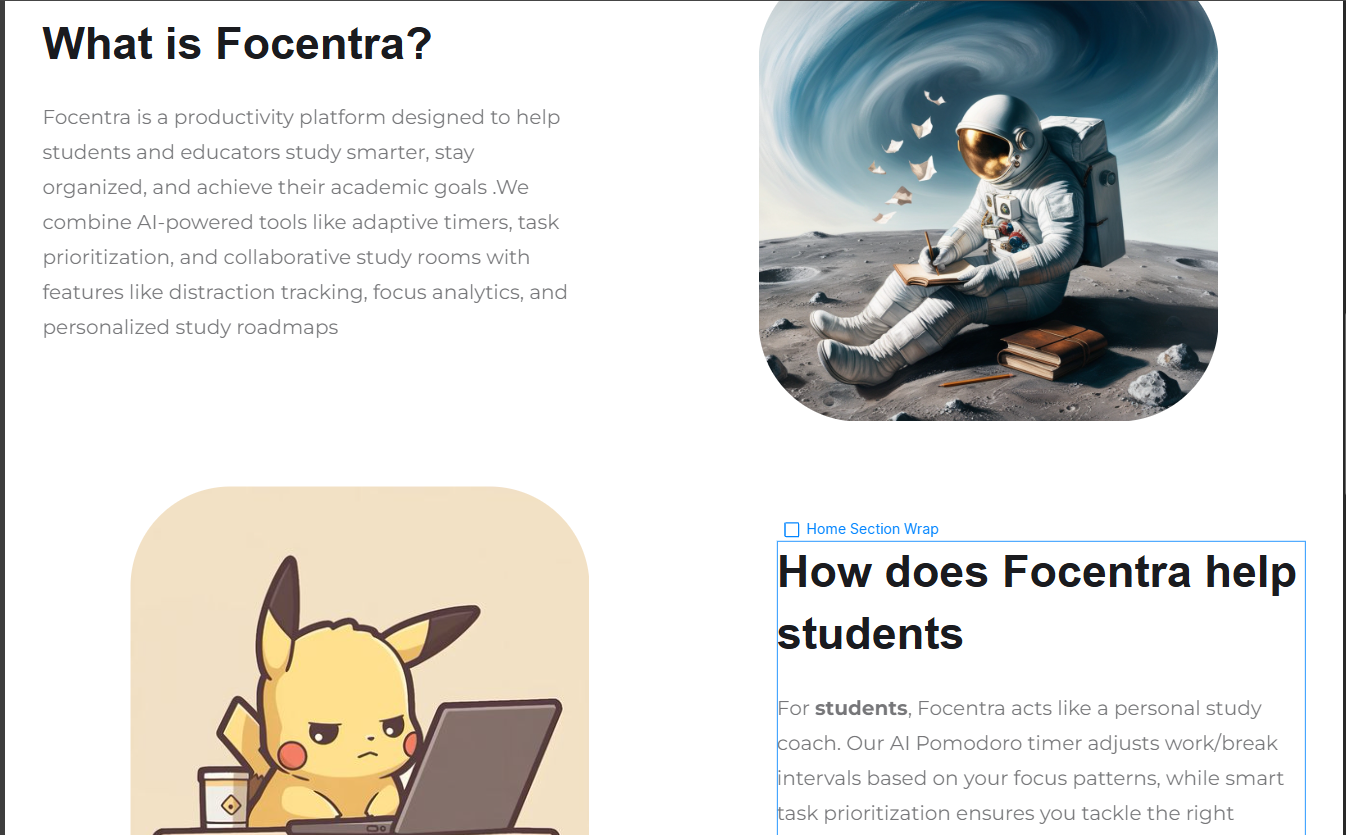 What is Focentra?
Focentra is a productivity platform designed to help
students and educators study smarter, stay
organized, and achieve their academic goals .We
combine AI-powered tools like adaptive timers, task
prioritization, and collaborative study rooms with
features like distraction tracking, focus analytics, and
personalized study roadmaps
Home Section Wrap
How does Focentra help
students
For students, Focentra acts like a personal study
coach. Our AI Pomodoro timer adjusts work/break
intervals based on your focus patterns, while smart
task prioritization ensures you tackle the right